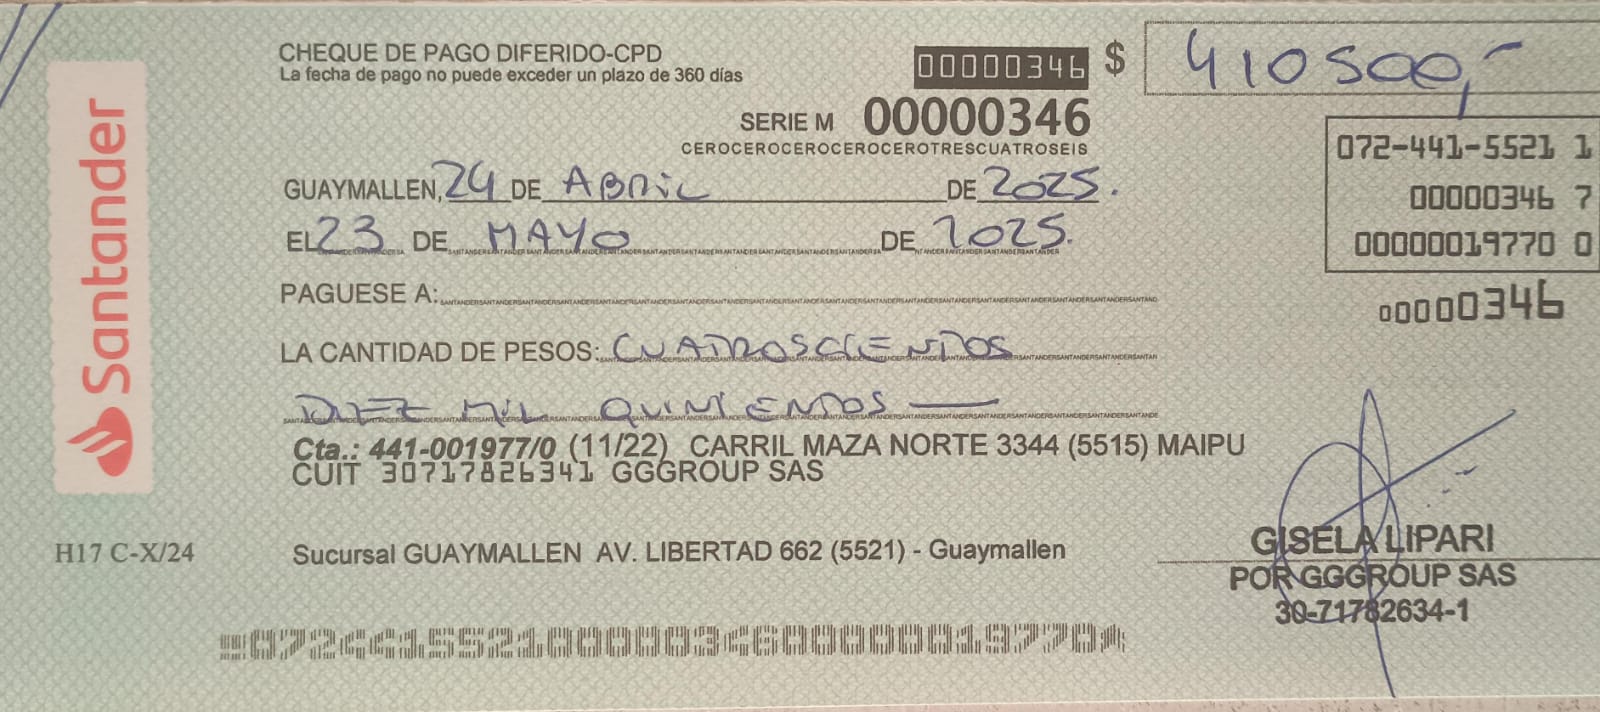 Santander
CHEQUE DE PAGO DIFERIDO-CPD
La fecha de pago no puede exceder un plazo de 360 días
00000346 $ 410500,-
SERIE M 00000346
CEROCEROCEROCEROCEROTRESCUATROSEIS
072-441-5521 1
00000346 7
00000019770 0
00000346
GUAYMALLEN, 24 DE ABRIL DE 2025.
EL 23 DE MAYO DE 2025.
PAGUESE A:
LA CANTIDAD DE PESOS: CUATROSCIENTOS
DIEZ MIL QUINIENTOS —
Cta.: 441-001977/0 (11/22) CARRIL MAZA NORTE 3344 (5515) MAIPU
CUIT 30717826341 GGGROUP SAS
H17 C-X/24
Sucursal GUAYMALLEN AV. LIBERTAD 662 (5521) - Guaymallen
GISELA LIPARI
POR GGGROUP SAS
30-71782634-1
072441552100000346000000019770